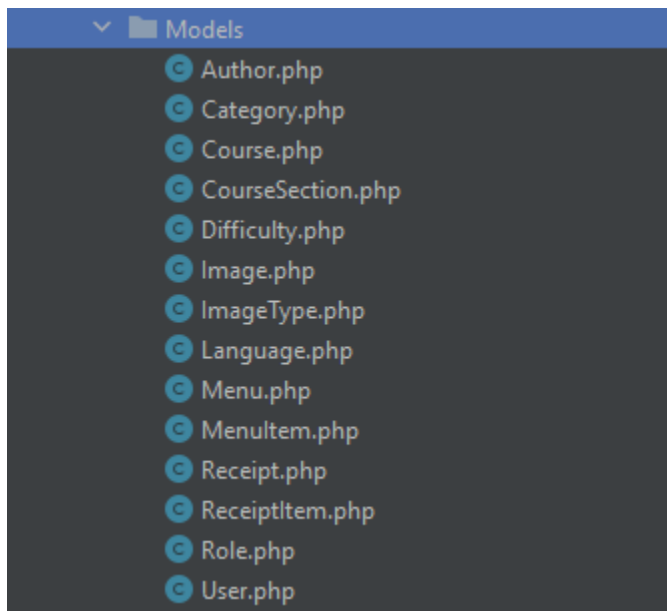 Models
Author.php
Category.php
Course.php
CourseSection.php
Difficulty.php
Image.php
ImageType.php
Language.php
Menu.php
MenuItem.php
Receipt.php
ReceiptItem.php
Role.php
User.php